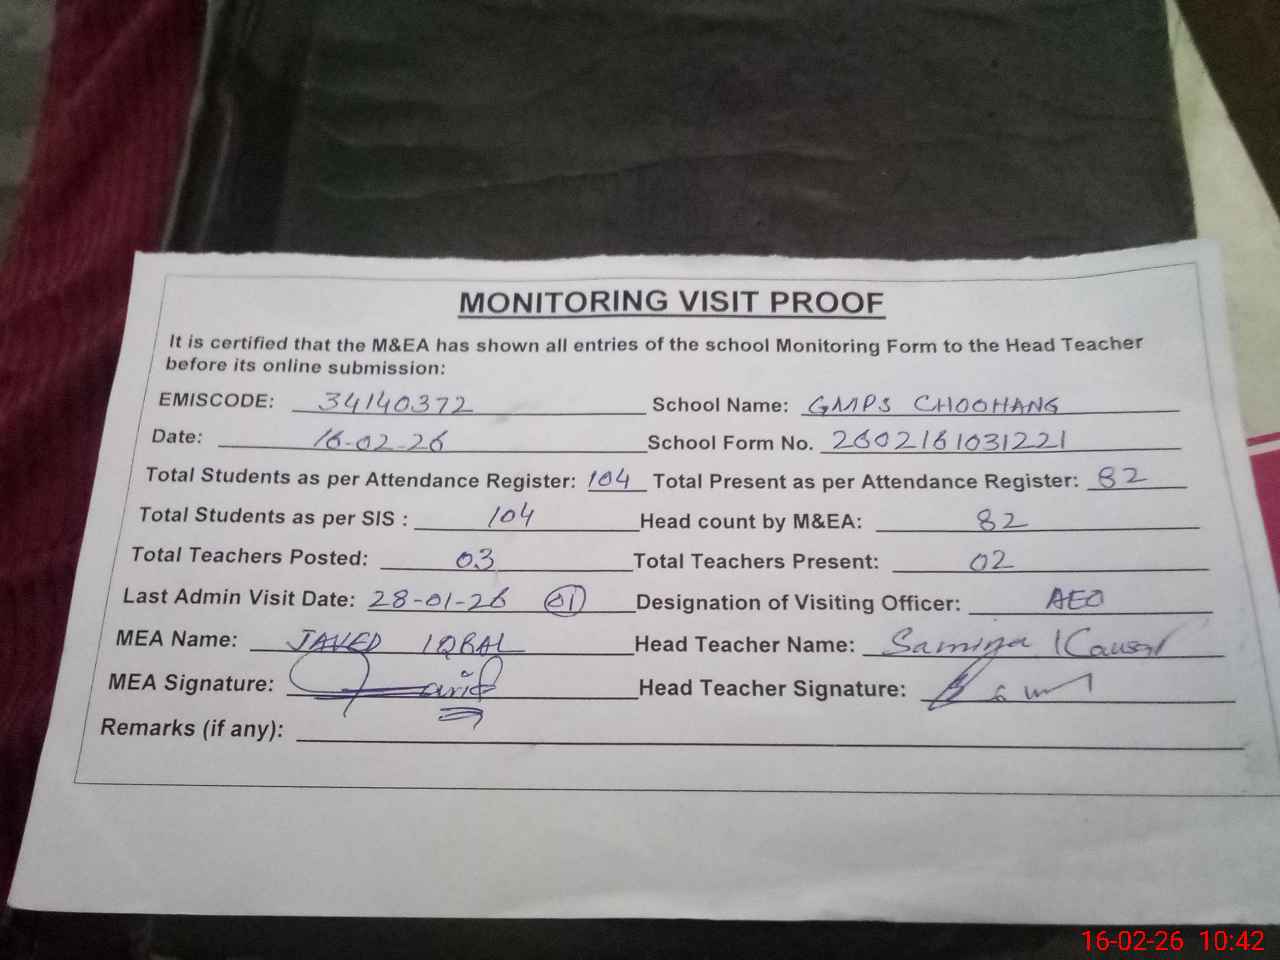 MONITORING VISIT PROOF
It is certified that the M&EA has shown all entries of the school Monitoring Form to the Head Teacher
before its online submission:
EMISCODE: 34140372 School Name: GMPS CHOOHANG
Date: 16-02-26 School Form No. 2602161031221
Total Students as per Attendance Register: 104 Total Present as per Attendance Register: 82
Total Students as per SIS : 104 Head count by M&EA: 82
Total Teachers Posted: 03 Total Teachers Present: 02
Last Admin Visit Date: 28-01-26 01 Designation of Visiting Officer: AEO
MEA Name: JAVED IQBAL Head Teacher Name: Samina Kausar
MEA Signature: Head Teacher Signature:
Remarks (if any):
16-02-26 10:42